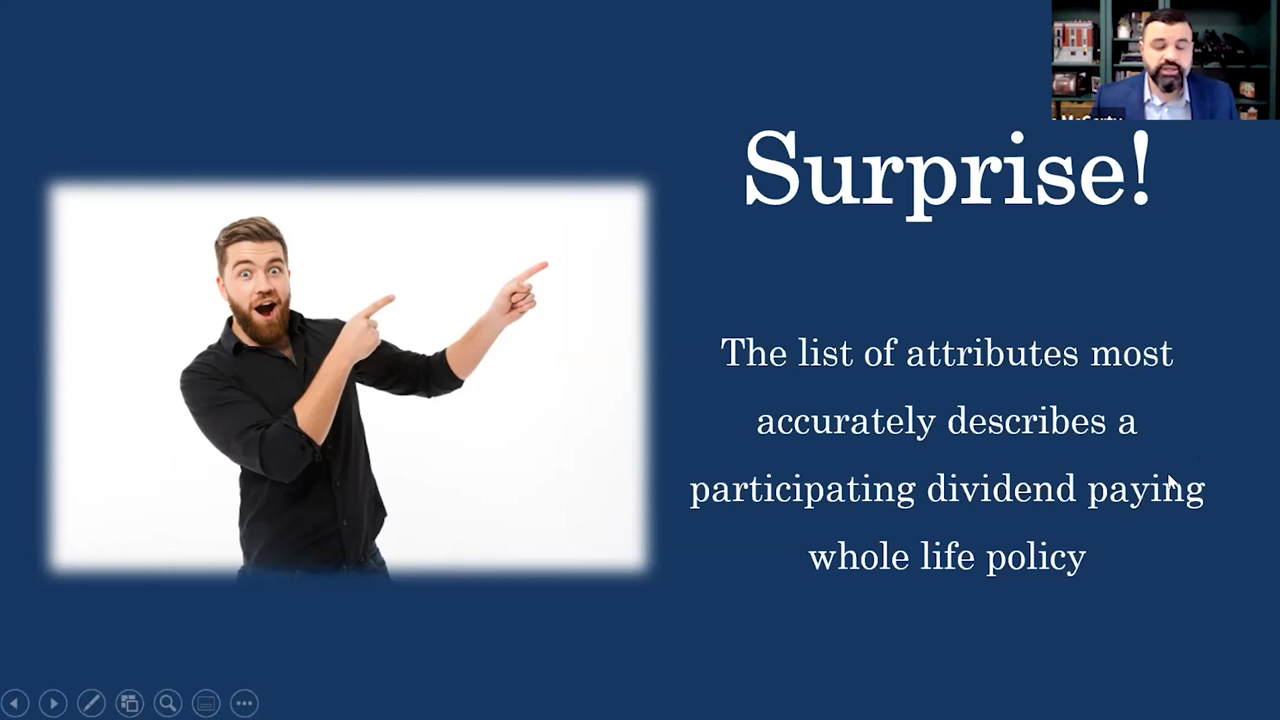 Surprise!
The list of attributes most
accurately describes a
participating dividend paying
whole life policy